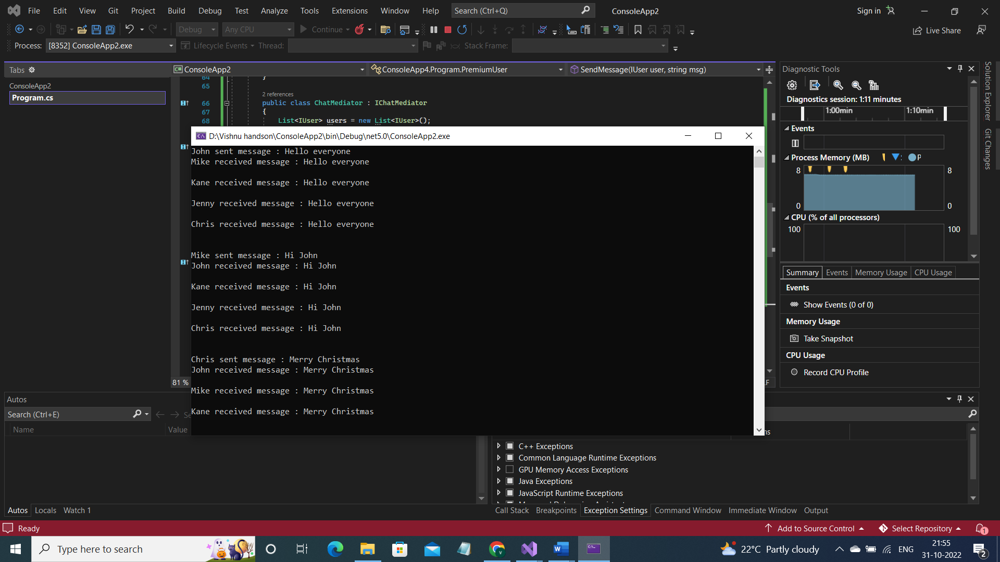 File Edit View Git Project Build Debug Test Analyze Tools Extensions Window Help Search (Ctrl+Q) ConsoleApp2 Sign in
Debug Any CPU Continue Live Share
Process: [8352] ConsoleApp2.exe Lifecycle Events Thread: Stack Frame:
Tabs
ConsoleApp2
Program.cs
C# ConsoleApp2 ConsoleApp4.Program.PremiumUser SendMessage(IUser user, string msg)
64 }
65
2 references
66 public class ChatMediator : IChatMediator
67 {
68 List<IUser> users = new List<IUser>();
D:\Vishnu handson\ConsoleApp2\bin\Debug\net5.0\ConsoleApp2.exe
John sent message : Hello everyone
Mike received message : Hello everyone
Kane received message : Hello everyone
Jenny received message : Hello everyone
Chris received message : Hello everyone
Mike sent message : Hi John
John received message : Hi John
Kane received message : Hi John
Jenny received message : Hi John
Chris received message : Hi John
Chris sent message : Merry Christmas
John received message : Merry Christmas
Mike received message : Merry Christmas
Kane received message : Merry Christmas
81 %
Diagnostic Tools
Diagnostics session: 1:11 minutes
1:00min 1:10min
Events
Process Memory (MB) P
8 8
0 0
CPU (% of all processors)
100 100
Summary Events Memory Usage CPU Usage
Events
Show Events (0 of 0)
Memory Usage
Take Snapshot
CPU Usage
Record CPU Profile
Solution Explorer
Git Changes
Autos
Search (Ctrl+E)
Name Value
Autos Locals Watch 1
C++ Exceptions
Common Language Runtime Exceptions
GPU Memory Access Exceptions
Java Exceptions
JavaScript Runtime Exceptions
Call Stack Breakpoints Exception Settings Command Window Immediate Window Output
Ready Add to Source Control Select Repository 1
Type here to search 22°C Partly cloudy ENG 21:55
31-10-2022 2